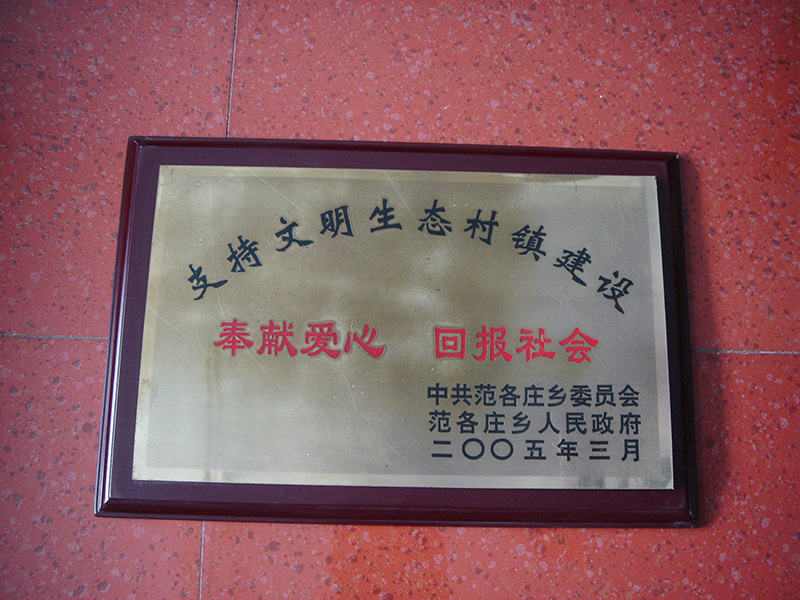 支持文明生态村镇建设
奉献爱心 回报社会
中共范各庄乡委员会
范各庄乡人民政府
二〇〇五年三月